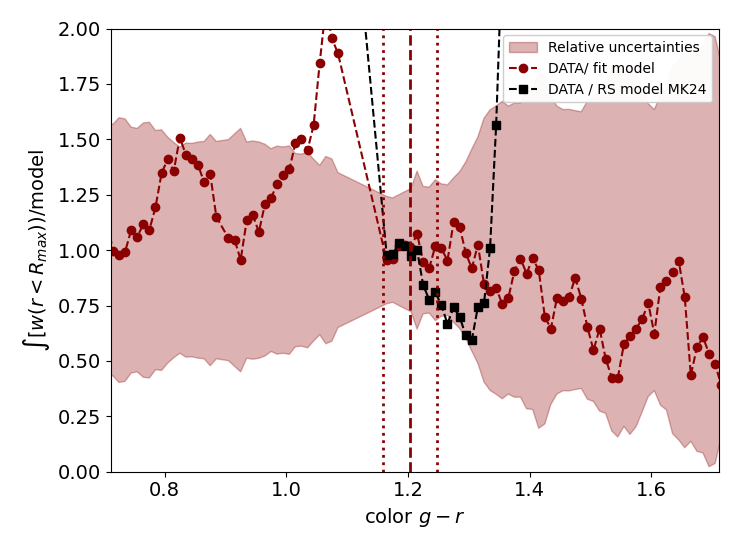 2.00
1.75
1.50
1.25
1.00
0.75
0.50
0.25
0.00
∫[w(r < R_max))/model
Relative uncertainties
DATA/ fit model
DATA / RS model MK24
0.8 1.0 1.2 1.4 1.6
color g − r